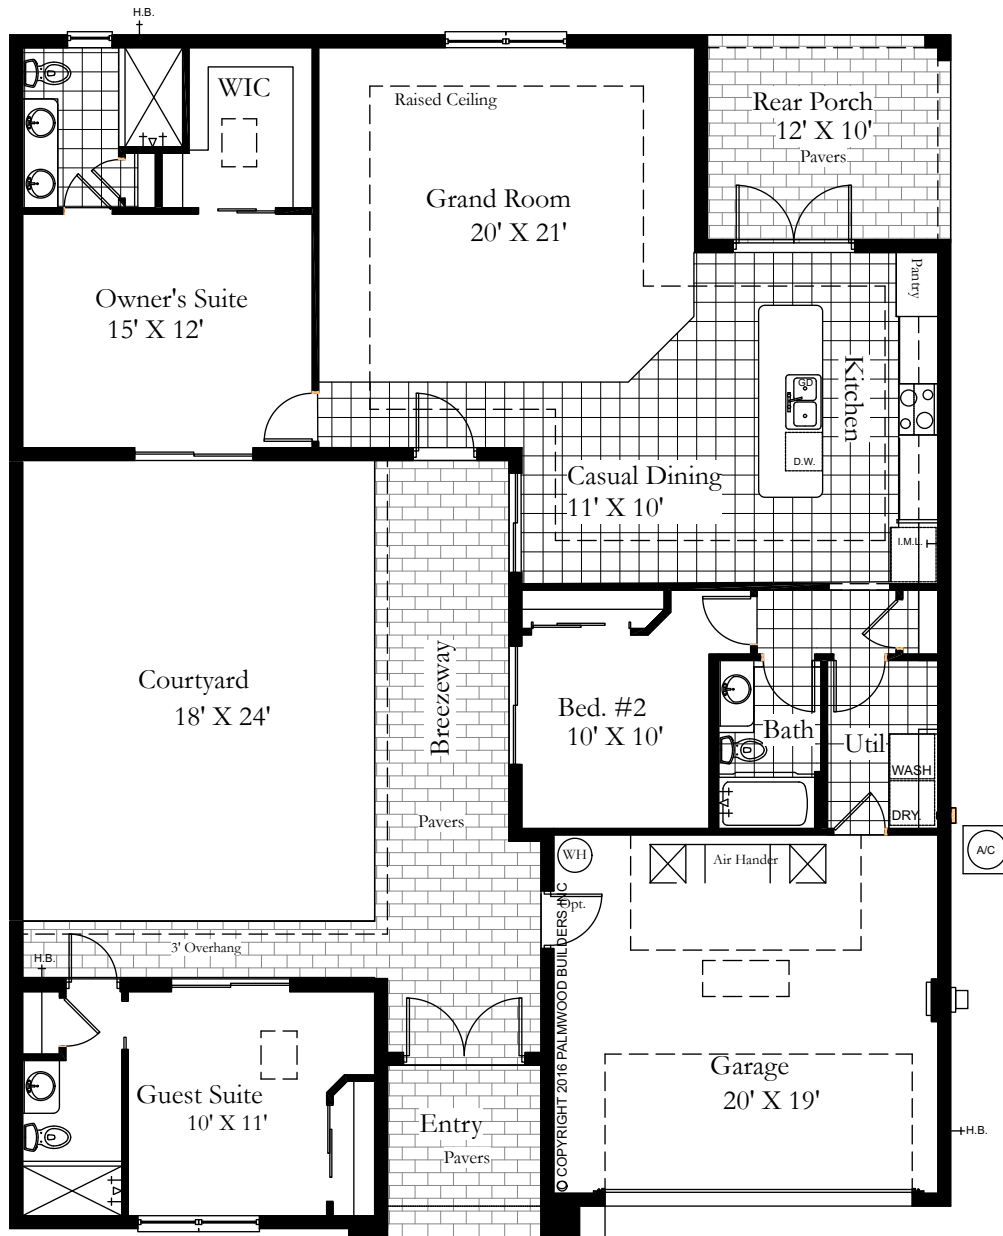 H.B.
WIC
Raised Ceiling
Rear Porch
12' X 10'
Pavers
Grand Room
20' X 21'
Pantry
Owner's Suite
15' X 12'
Kitchen
GD
D.W.
Casual Dining
11' X 10'
I.M.L.
Courtyard
18' X 24'
Breezeway
Bed. #2
10' X 10'
Bath
Util
WASH
DRY.
Pavers
WH
Air Hander
A/C
Opt.
3' Overhang
H.B.
© COPYRIGHT 2016 PALMWOOD BUILDERS INC
Guest Suite
10' X 11'
Garage
20' X 19'
Entry
Pavers
H.B.